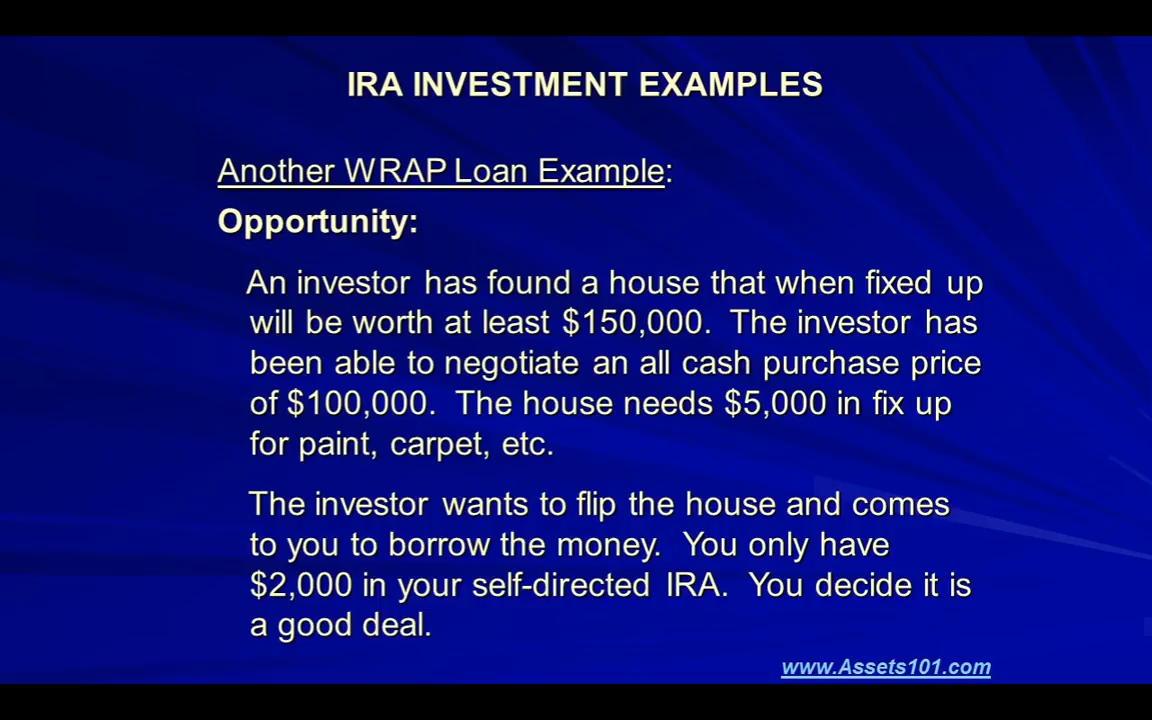 IRA INVESTMENT EXAMPLES
Another WRAP Loan Example:
Opportunity:
An investor has found a house that when fixed up
will be worth at least $150,000. The investor has
been able to negotiate an all cash purchase price
of $100,000. The house needs $5,000 in fix up
for paint, carpet, etc.
The investor wants to flip the house and comes
to you to borrow the money. You only have
$2,000 in your self-directed IRA. You decide it is
a good deal.
www.Assets101.com